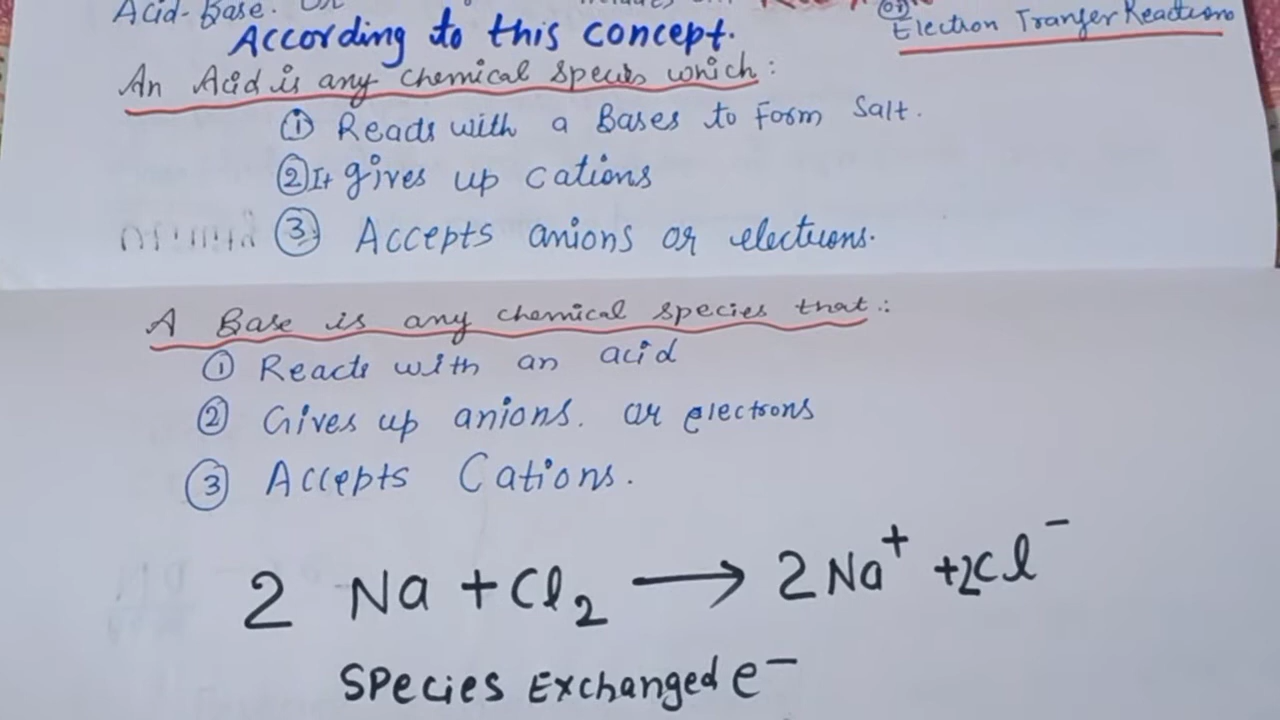 Acid-Base.
(or)
Election Tranfer Reactions
According to this concept.
An Acid is any chemical species which :
① Reacts with a Bases to Form Salt.
② It gives up cations
③ Accepts anions or electrons.
A Base is any chemical species that :
① Reacts with an acid
② Gives up anions. or electrons
③ Accepts Cations.
2 Na + Cl₂ ⟶ 2Na⁺ + 2Cl⁻
SPecies Exchanged e⁻